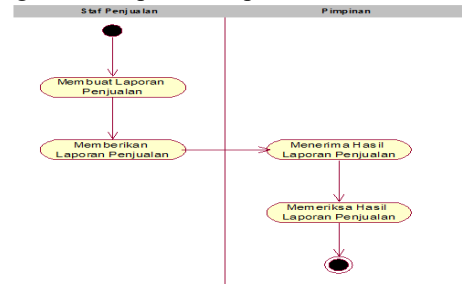 Staf Penjualan
Pimpinan
Membuat Laporan
Penjualan
Memberikan
Laporan Penjualan
Menerima Hasil
Laporan Penjualan
Memeriksa Hasil
Laporan Penjualan